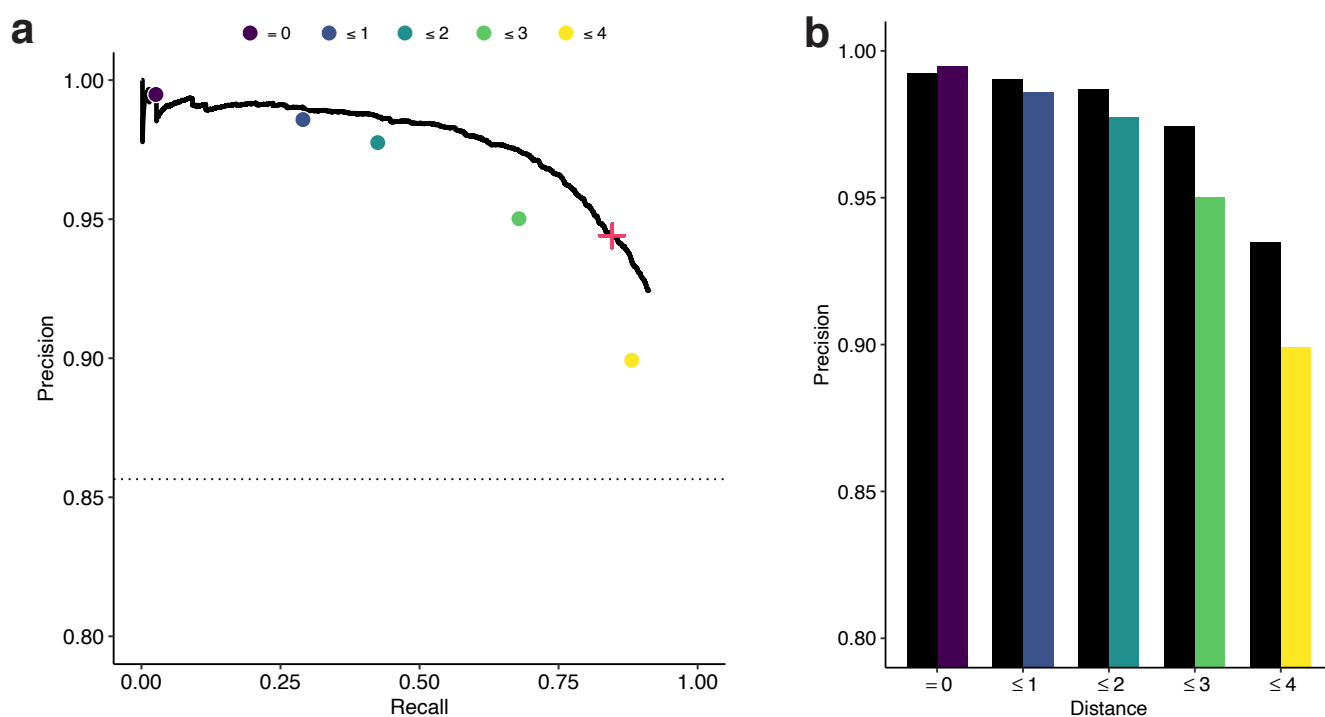 a
= 0 ≤ 1 ≤ 2 ≤ 3 ≤ 4
1.00
0.95
0.90
0.85
0.80
Precision
0.00 0.25 0.50 0.75 1.00
Recall
b
1.00
0.95
0.90
0.85
0.80
Precision
= 0 ≤ 1 ≤ 2 ≤ 3 ≤ 4
Distance